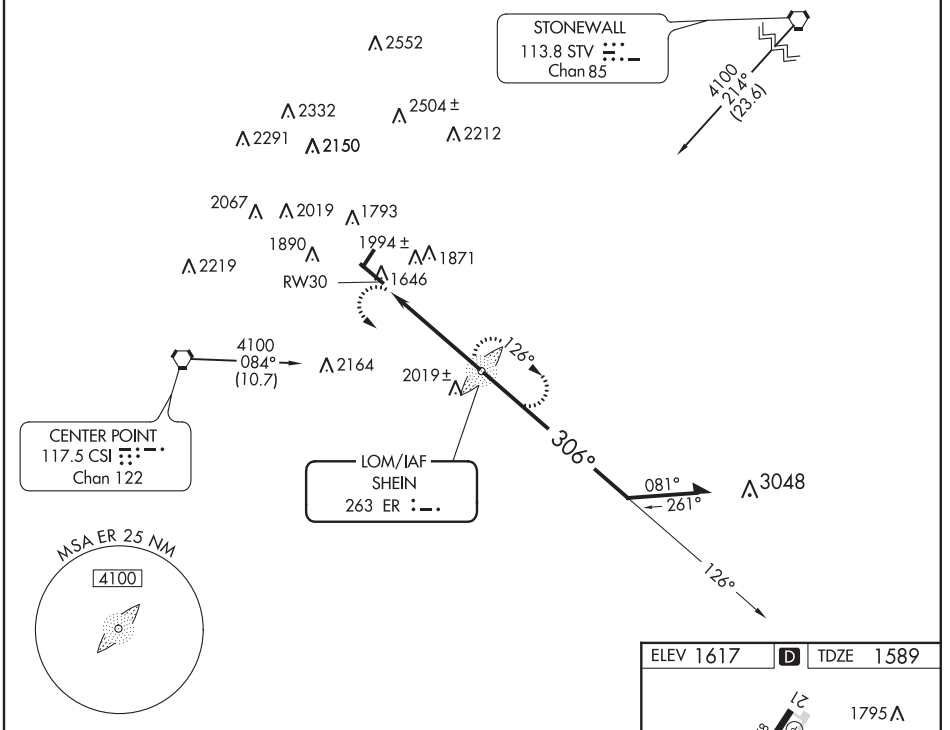 STONEWALL
113.8 STV
Chan 85
4100
214°
(23.6)
2552
2332
2504 ±
2291
2150
2212
2067
2019
1793
1890
1994 ±
1871
2219
1646
RW30
4100
084°
(10.7)
2164
2019 ±
126°
CENTER POINT
117.5 CSI
Chan 122
LOM/IAF
SHEIN
263 ER
306°
081°
261°
3048
126°
MSA ER 25 NM
4100
ELEV 1617 D TDZE 1589
21
1795